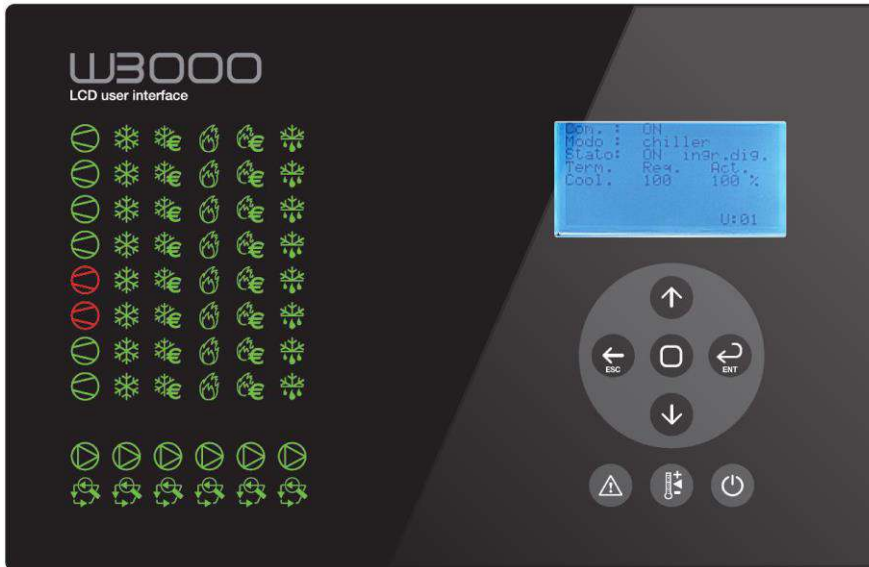 W3000
LCD user interface
Com. : ON
Modo : chiller
Stato: ON ingr.dig.
Term. Req. Act.
Cool. 100 100 %
U:01
ESC
ENT